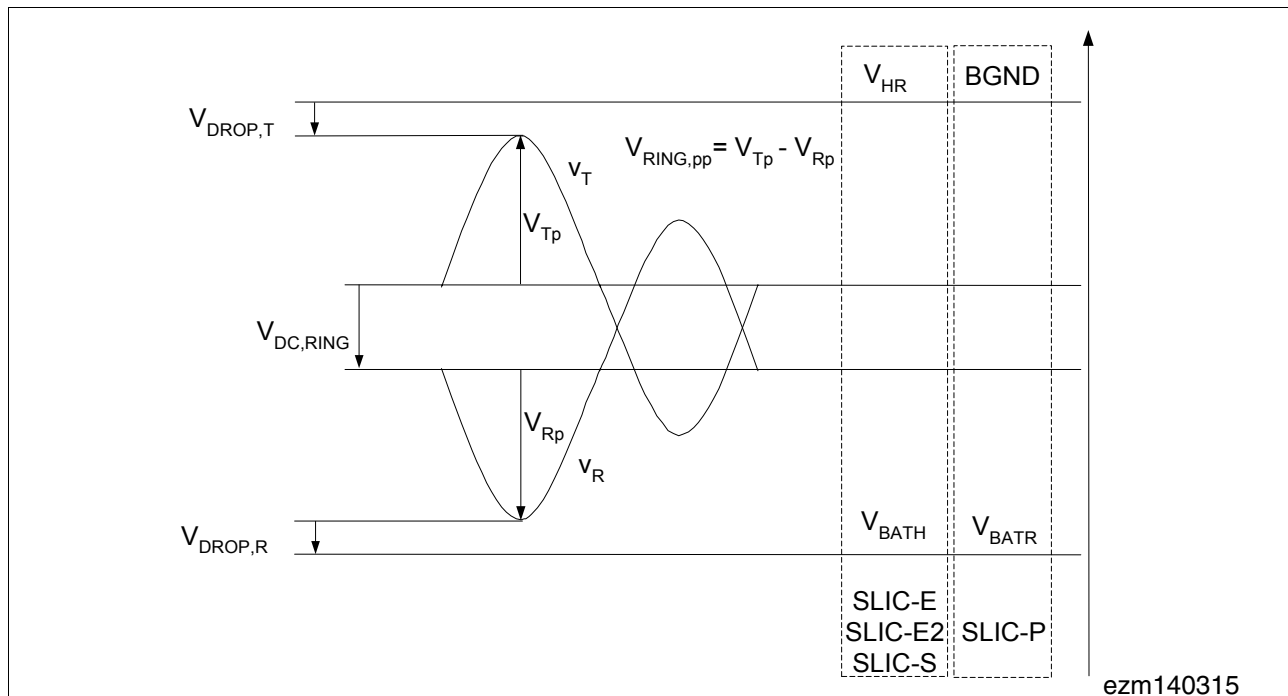 V_HR BGND
V_DROP,T
V_RING,pp = V_Tp - V_Rp
v_T
V_Tp
V_DC,RING
V_Rp
v_R
V_DROP,R
V_BATH V_BATR
SLIC-E
SLIC-E2 SLIC-P
SLIC-S
ezm140315